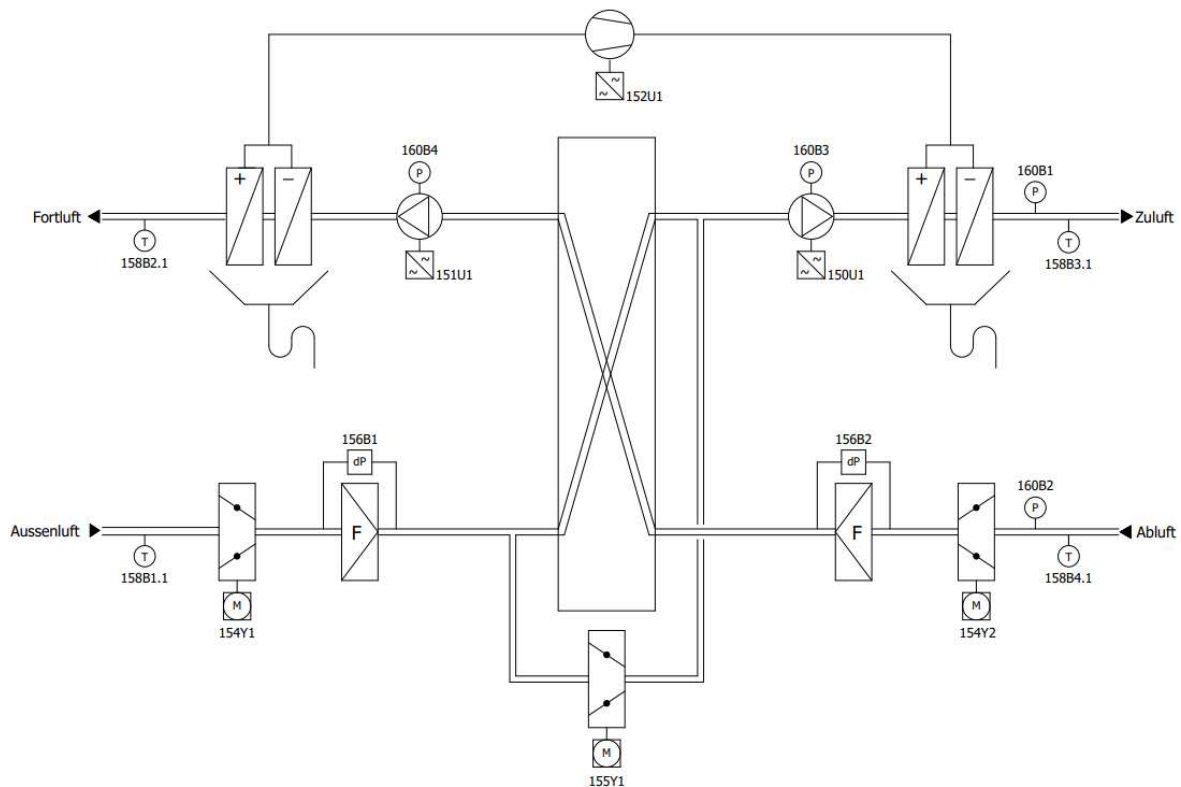 ~
~
152U1
160B4
P
160B3
P
160B1
P
+
−
+
−
Fortluft
Zuluft
T
158B2.1
~
~
151U1
~
~
150U1
T
158B3.1
156B1
dP
156B2
dP
160B2
P
F
F
Aussenluft
Abluft
T
158B1.1
T
158B4.1
M
154Y1
M
154Y2
M
155Y1